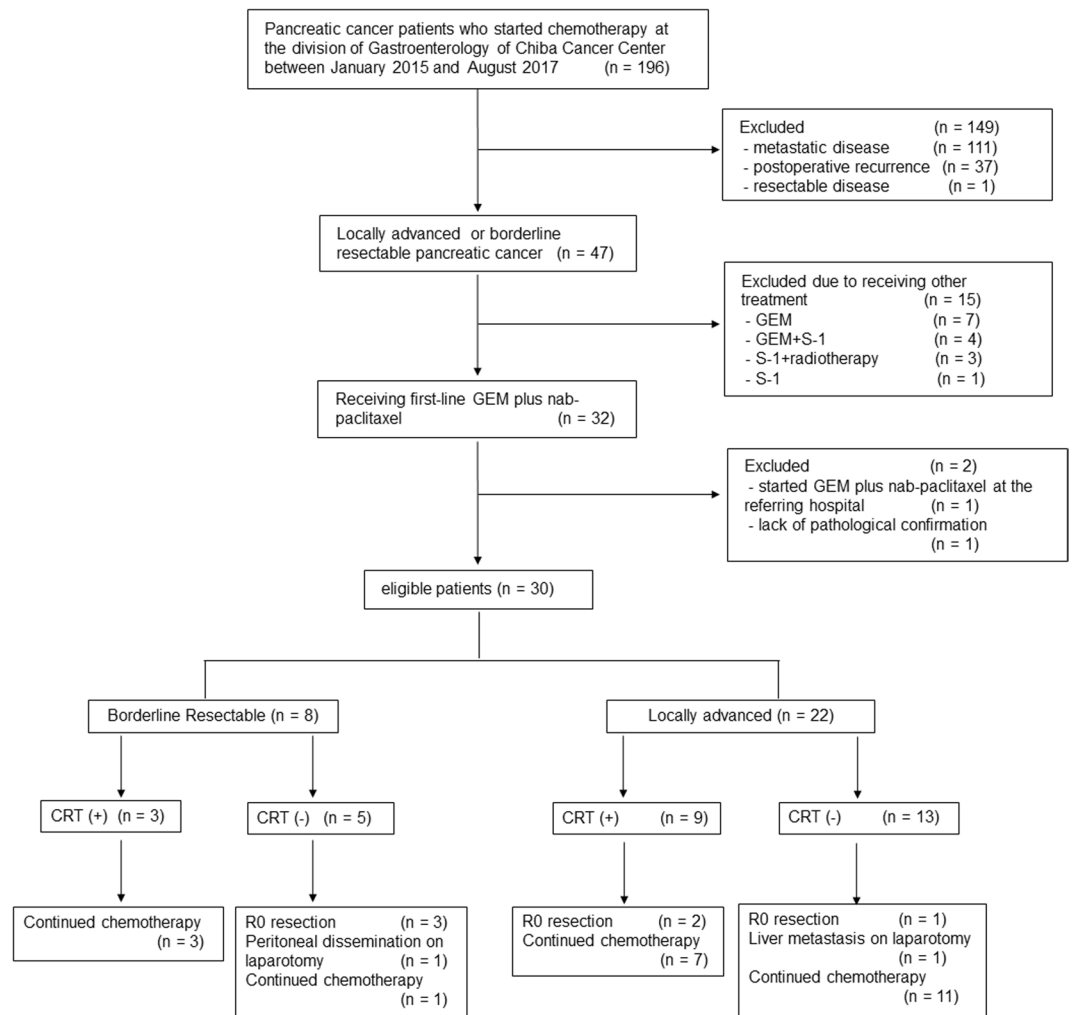 Pancreatic cancer patients who started chemotherapy at
the division of Gastroenterology of Chiba Cancer Center
between January 2015 and August 2017 (n = 196)
Excluded (n = 149)
- metastatic disease (n = 111)
- postoperative recurrence (n = 37)
- resectable disease (n = 1)
Locally advanced or borderline
resectable pancreatic cancer (n = 47)
Excluded due to receiving other
treatment (n = 15)
- GEM (n = 7)
- GEM+S-1 (n = 4)
- S-1+radiotherapy (n = 3)
- S-1 (n = 1)
Receiving first-line GEM plus nab-
paclitaxel (n = 32)
Excluded (n = 2)
- started GEM plus nab-paclitaxel at the
referring hospital (n = 1)
- lack of pathological confirmation
(n = 1)
eligible patients (n = 30)
Borderline Resectable (n = 8)
Locally advanced (n = 22)
CRT (+) (n = 3)
CRT (-) (n = 5)
CRT (+) (n = 9)
CRT (-) (n = 13)
Continued chemotherapy
(n = 3)
R0 resection (n = 3)
Peritoneal dissemination on
laparotomy (n = 1)
Continued chemotherapy
(n = 1)
R0 resection (n = 2)
Continued chemotherapy
(n = 7)
R0 resection (n = 1)
Liver metastasis on laparotomy
(n = 1)
Continued chemotherapy
(n = 11)